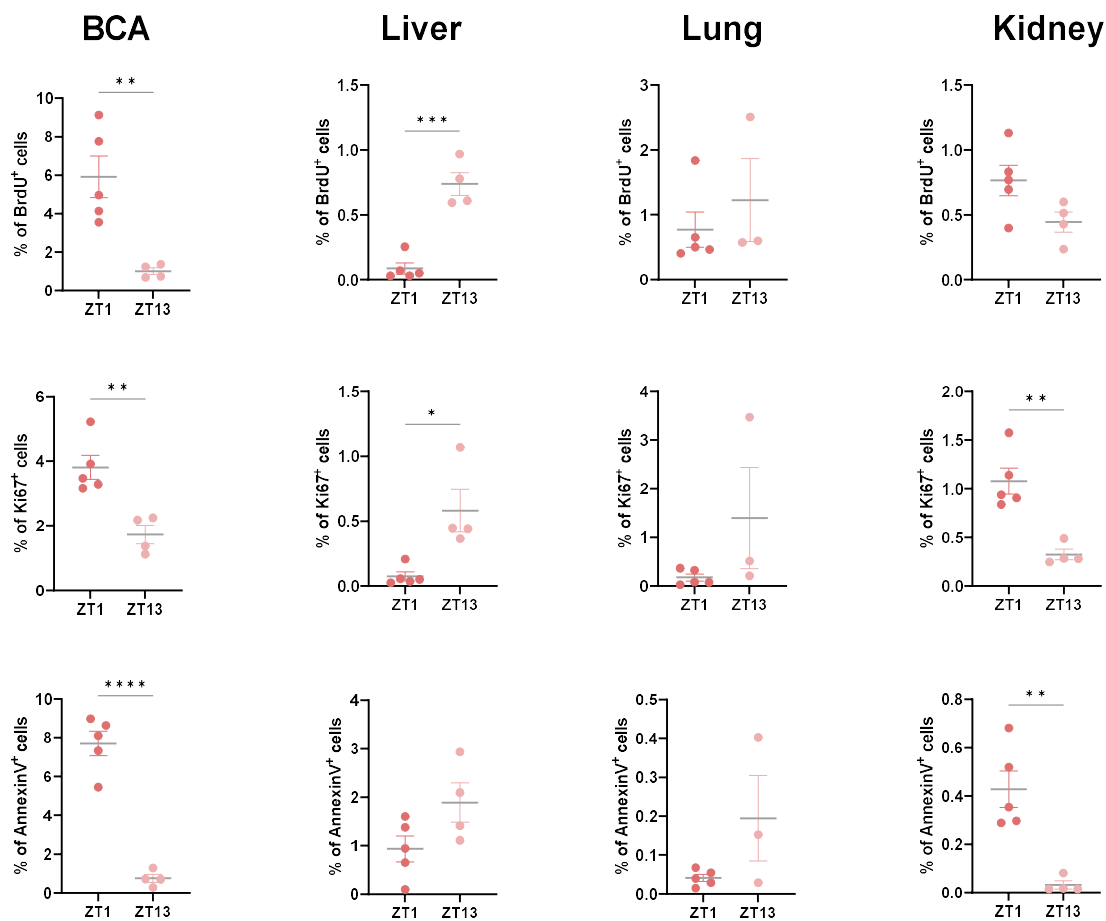 BCA Liver Lung Kidney
% of BrdU+ cells
10
8
6
4
2
0
**
ZT1 ZT13
% of BrdU+ cells
1.5
1.0
0.5
0.0
***
ZT1 ZT13
% of BrdU+ cells
3
2
1
0
ZT1 ZT13
% of BrdU+ cells
1.5
1.0
0.5
0.0
ZT1 ZT13
% of Ki67+ cells
6
4
2
0
**
ZT1 ZT13
% of Ki67+ cells
1.5
1.0
0.5
0.0
*
ZT1 ZT13
% of Ki67+ cells
4
3
2
1
0
ZT1 ZT13
% of Ki67+ cells
2.0
1.5
1.0
0.5
0.0
**
ZT1 ZT13
% of AnnexinV+ cells
10
8
6
4
2
0
****
ZT1 ZT13
% of AnnexinV+ cells
4
3
2
1
0
ZT1 ZT13
% of AnnexinV+ cells
0.5
0.4
0.3
0.2
0.1
0.0
ZT1 ZT13
% of AnnexinV+ cells
0.8
0.6
0.4
0.2
0.0
**
ZT1 ZT13